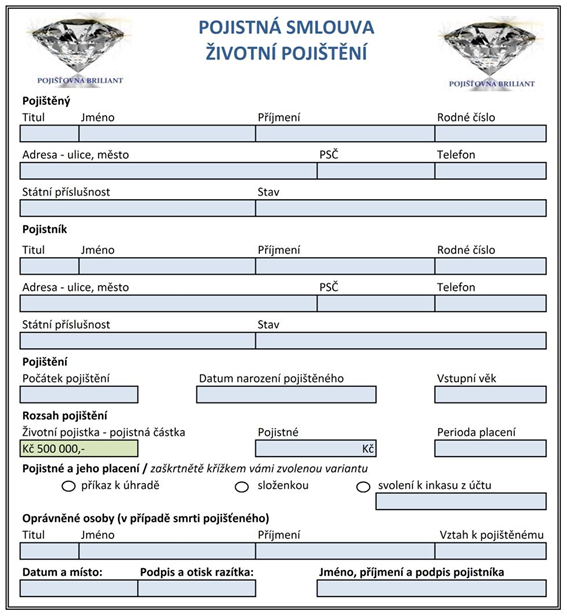 POJISTNÁ SMLOUVA
ŽIVOTNÍ POJIŠTĚNÍ
POJIŠŤOVNA BRILIANT
POJIŠŤOVNA BRILIANT
Pojištěný
Titul Jméno Příjmení Rodné číslo
Adresa - ulice, město PSČ Telefon
Státní příslušnost Stav
Pojistník
Titul Jméno Příjmení Rodné číslo
Adresa - ulice, město PSČ Telefon
Státní příslušnost Stav
Pojištění
Počátek pojištění Datum narození pojištěného Vstupní věk
Rozsah pojištění
Životní pojistka - pojistná částka Pojistné Perioda placení
Kč 500 000,- Kč
Pojistné a jeho placení / zaškrtnětě křížkem vámi zvolenou variantu
příkaz k úhradě složenkou svolení k inkasu z účtu
Oprávněné osoby (v případě smrti pojišťeného)
Titul Jméno Příjmení Vztah k pojištěnému
Datum a místo: Podpis a otisk razítka: Jméno, příjmení a podpis pojistníka